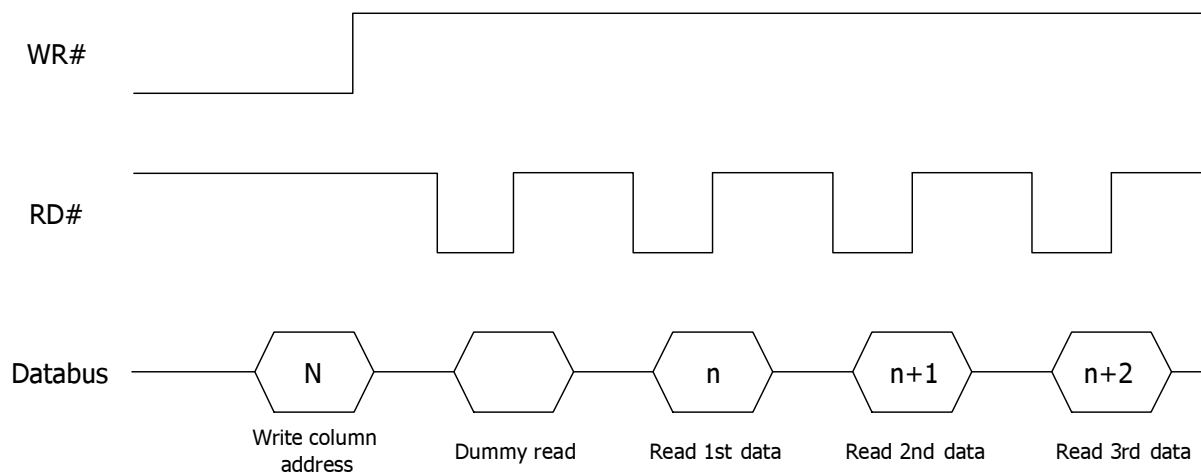 WR#
RD#
Databus
N
n
n+1
n+2
Write column
address
Dummy read
Read 1st data
Read 2nd data
Read 3rd data